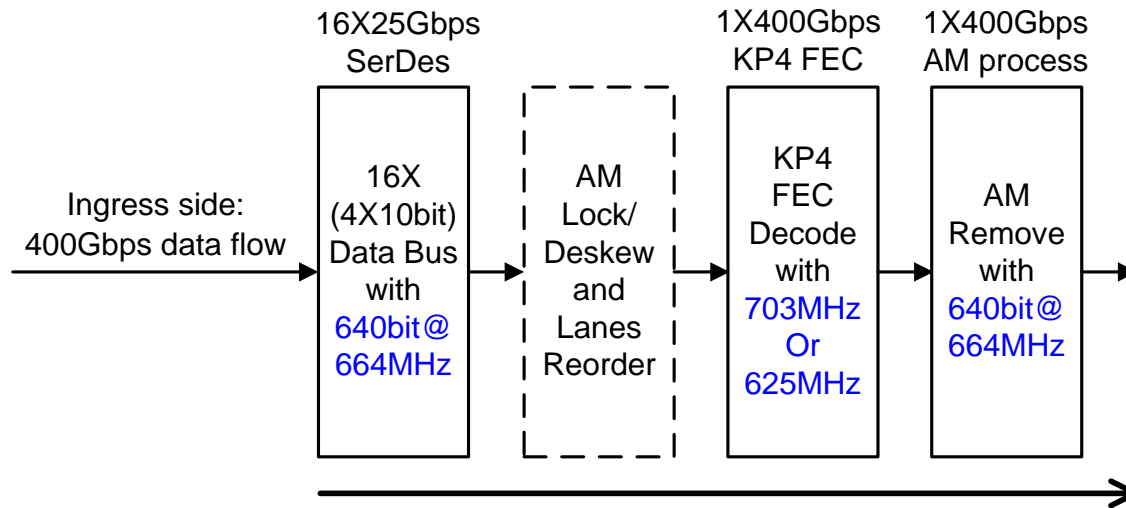 16X25Gbps
SerDes
1X400Gbps
KP4 FEC
1X400Gbps
AM process
Ingress side:
400Gbps data flow
16X
(4X10bit)
Data Bus
with
640bit@
664MHz
AM
Lock/
Deskew
and
Lanes
Reorder
KP4
FEC
Decode
with
703MHz
Or
625MHz
AM
Remove
with
640bit@
664MHz